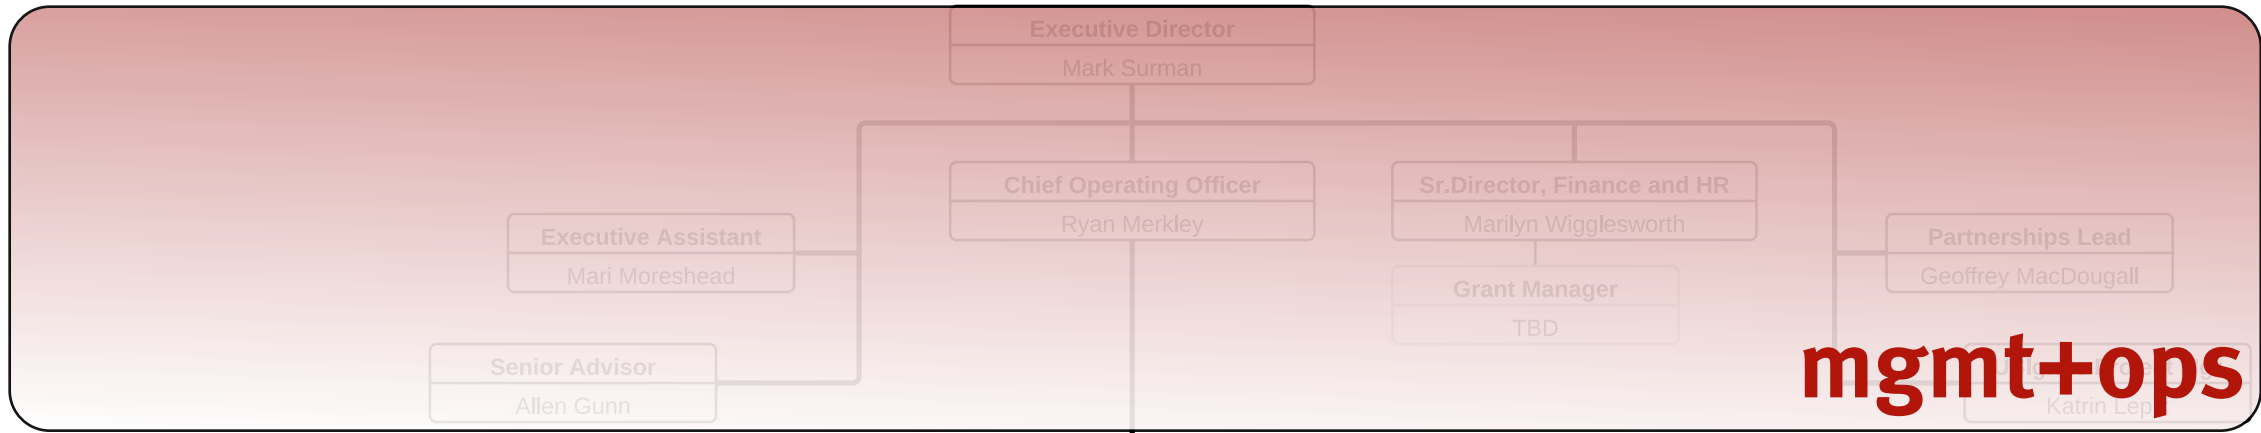 Executive Director
Mark Surman
Chief Operating Officer
Ryan Merkley
Sr.Director, Finance and HR
Marilyn Wigglesworth
Executive Assistant
Mari Moreshead
Partnerships Lead
Geoffrey MacDougall
Grant Manager
TBD
Senior Advisor
Allen Gunn
mgmt+ops
Katrin